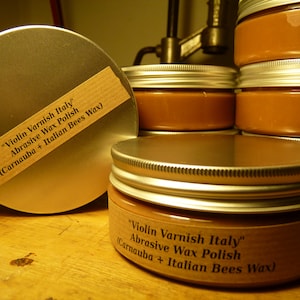 "Violin Varnish Italy"
Abrasive Wax Polish
(Carnauba + Italian Bees Wax)
"Violin Varnish Italy"
Abrasive Wax Polish
(Carnauba + Italian Bees Wax)